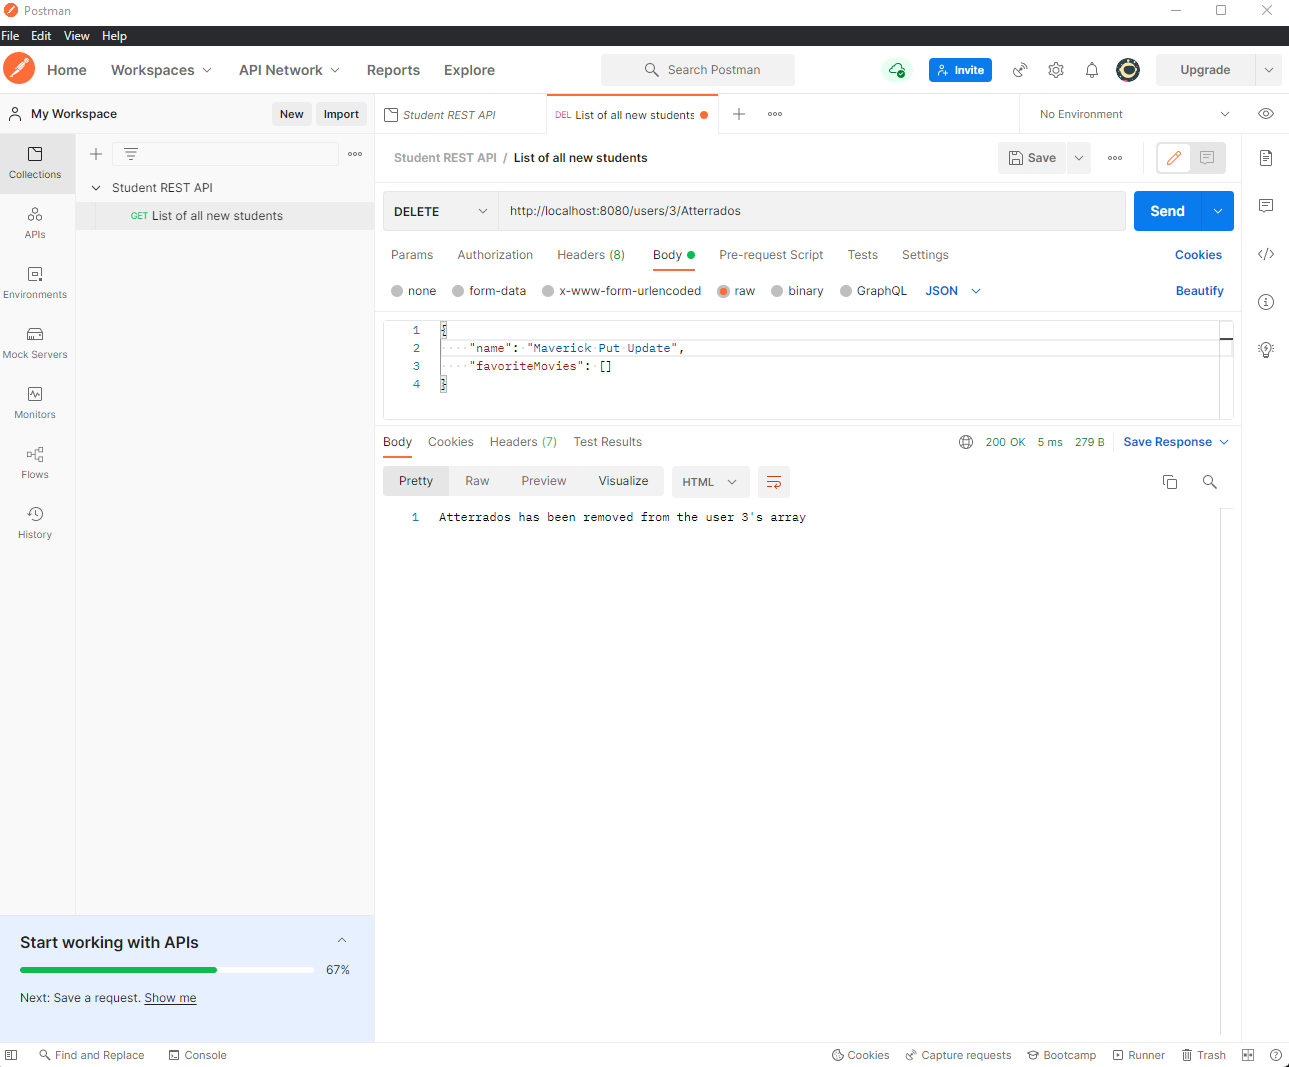 Postman
File Edit View Help
Home Workspaces API Network Reports Explore Search Postman Invite Upgrade
My Workspace New Import Student REST API DEL List of all new students No Environment
Student REST API / List of all new students Save
Collections
Student REST API
GET List of all new students
DELETE http://localhost:8080/users/3/Atterrados Send
APIs
Params Authorization Headers (8) Body Pre-request Script Tests Settings Cookies
Environments
none form-data x-www-form-urlencoded raw binary GraphQL JSON Beautify
Mock Servers
1 {
2 "name": "Maverick Put Update",
3 "favoriteMovies": []
4 }
Monitors
Flows
History
Body Cookies Headers (7) Test Results 200 OK 5 ms 279 B Save Response
Pretty Raw Preview Visualize HTML
1 Atterrados has been removed from the user 3's array
Start working with APIs
67%
Next: Save a request. Show me
Find and Replace Console Cookies Capture requests Bootcamp Runner Trash